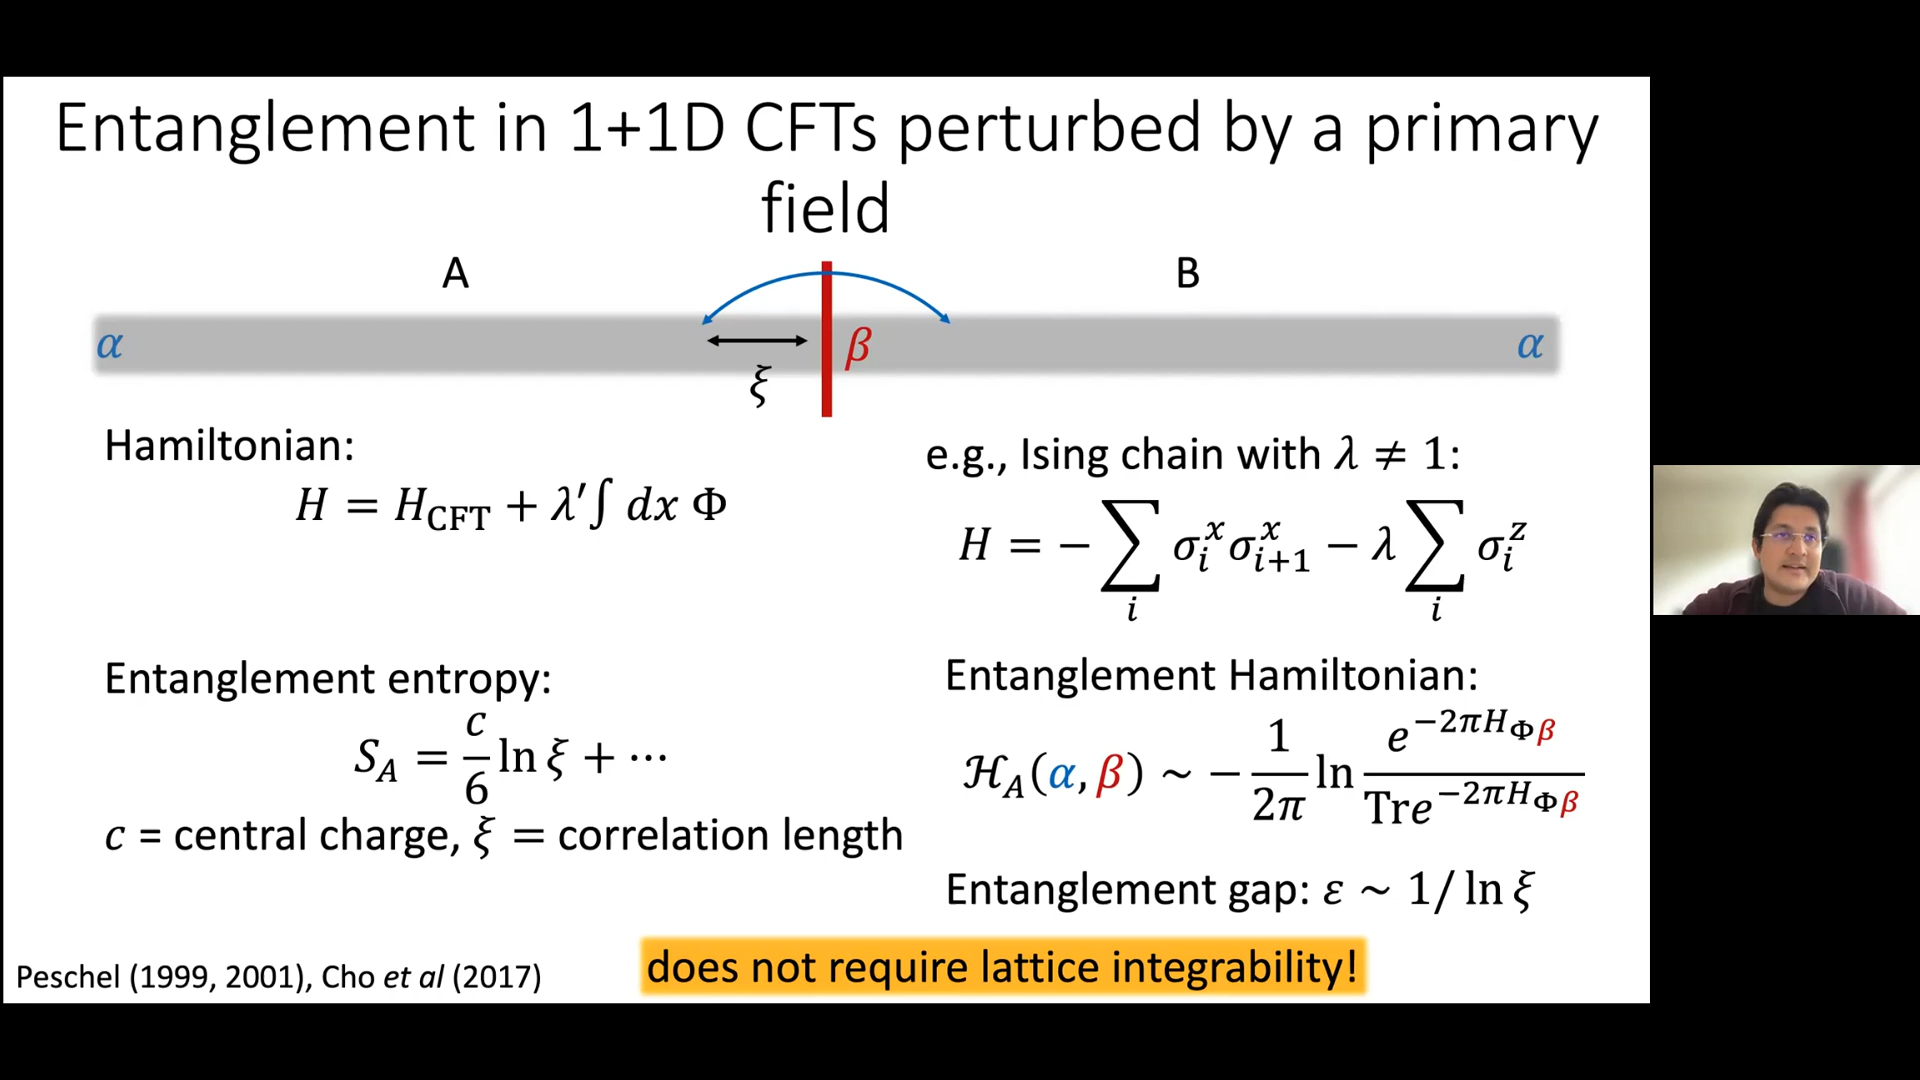 Entanglement in 1+1D CFTs perturbed by a primary
field
A
B
α
β
α
ξ
Hamiltonian:
H = H_CFT + λ′∫ dx Φ
e.g., Ising chain with λ ≠ 1:
H = − ∑_i σ_i^x σ_{i+1}^x − λ ∑_i σ_i^z
Entanglement entropy:
S_A = c/6 ln ξ + ⋯
c = central charge, ξ = correlation length
Entanglement Hamiltonian:
ℋ_A(α, β) ~ − 1/2π ln e^{−2πH_Φβ} / Tre^{−2πH_Φβ}
Entanglement gap: ε ~ 1/ ln ξ
does not require lattice integrability!
Peschel (1999, 2001), Cho et al (2017)